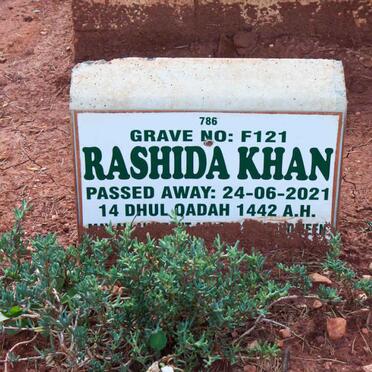 786
GRAVE NO: F121
RASHIDA KHAN
PASSED AWAY: 24-06-2021
14 DHUL QADAH 1442 A.H.